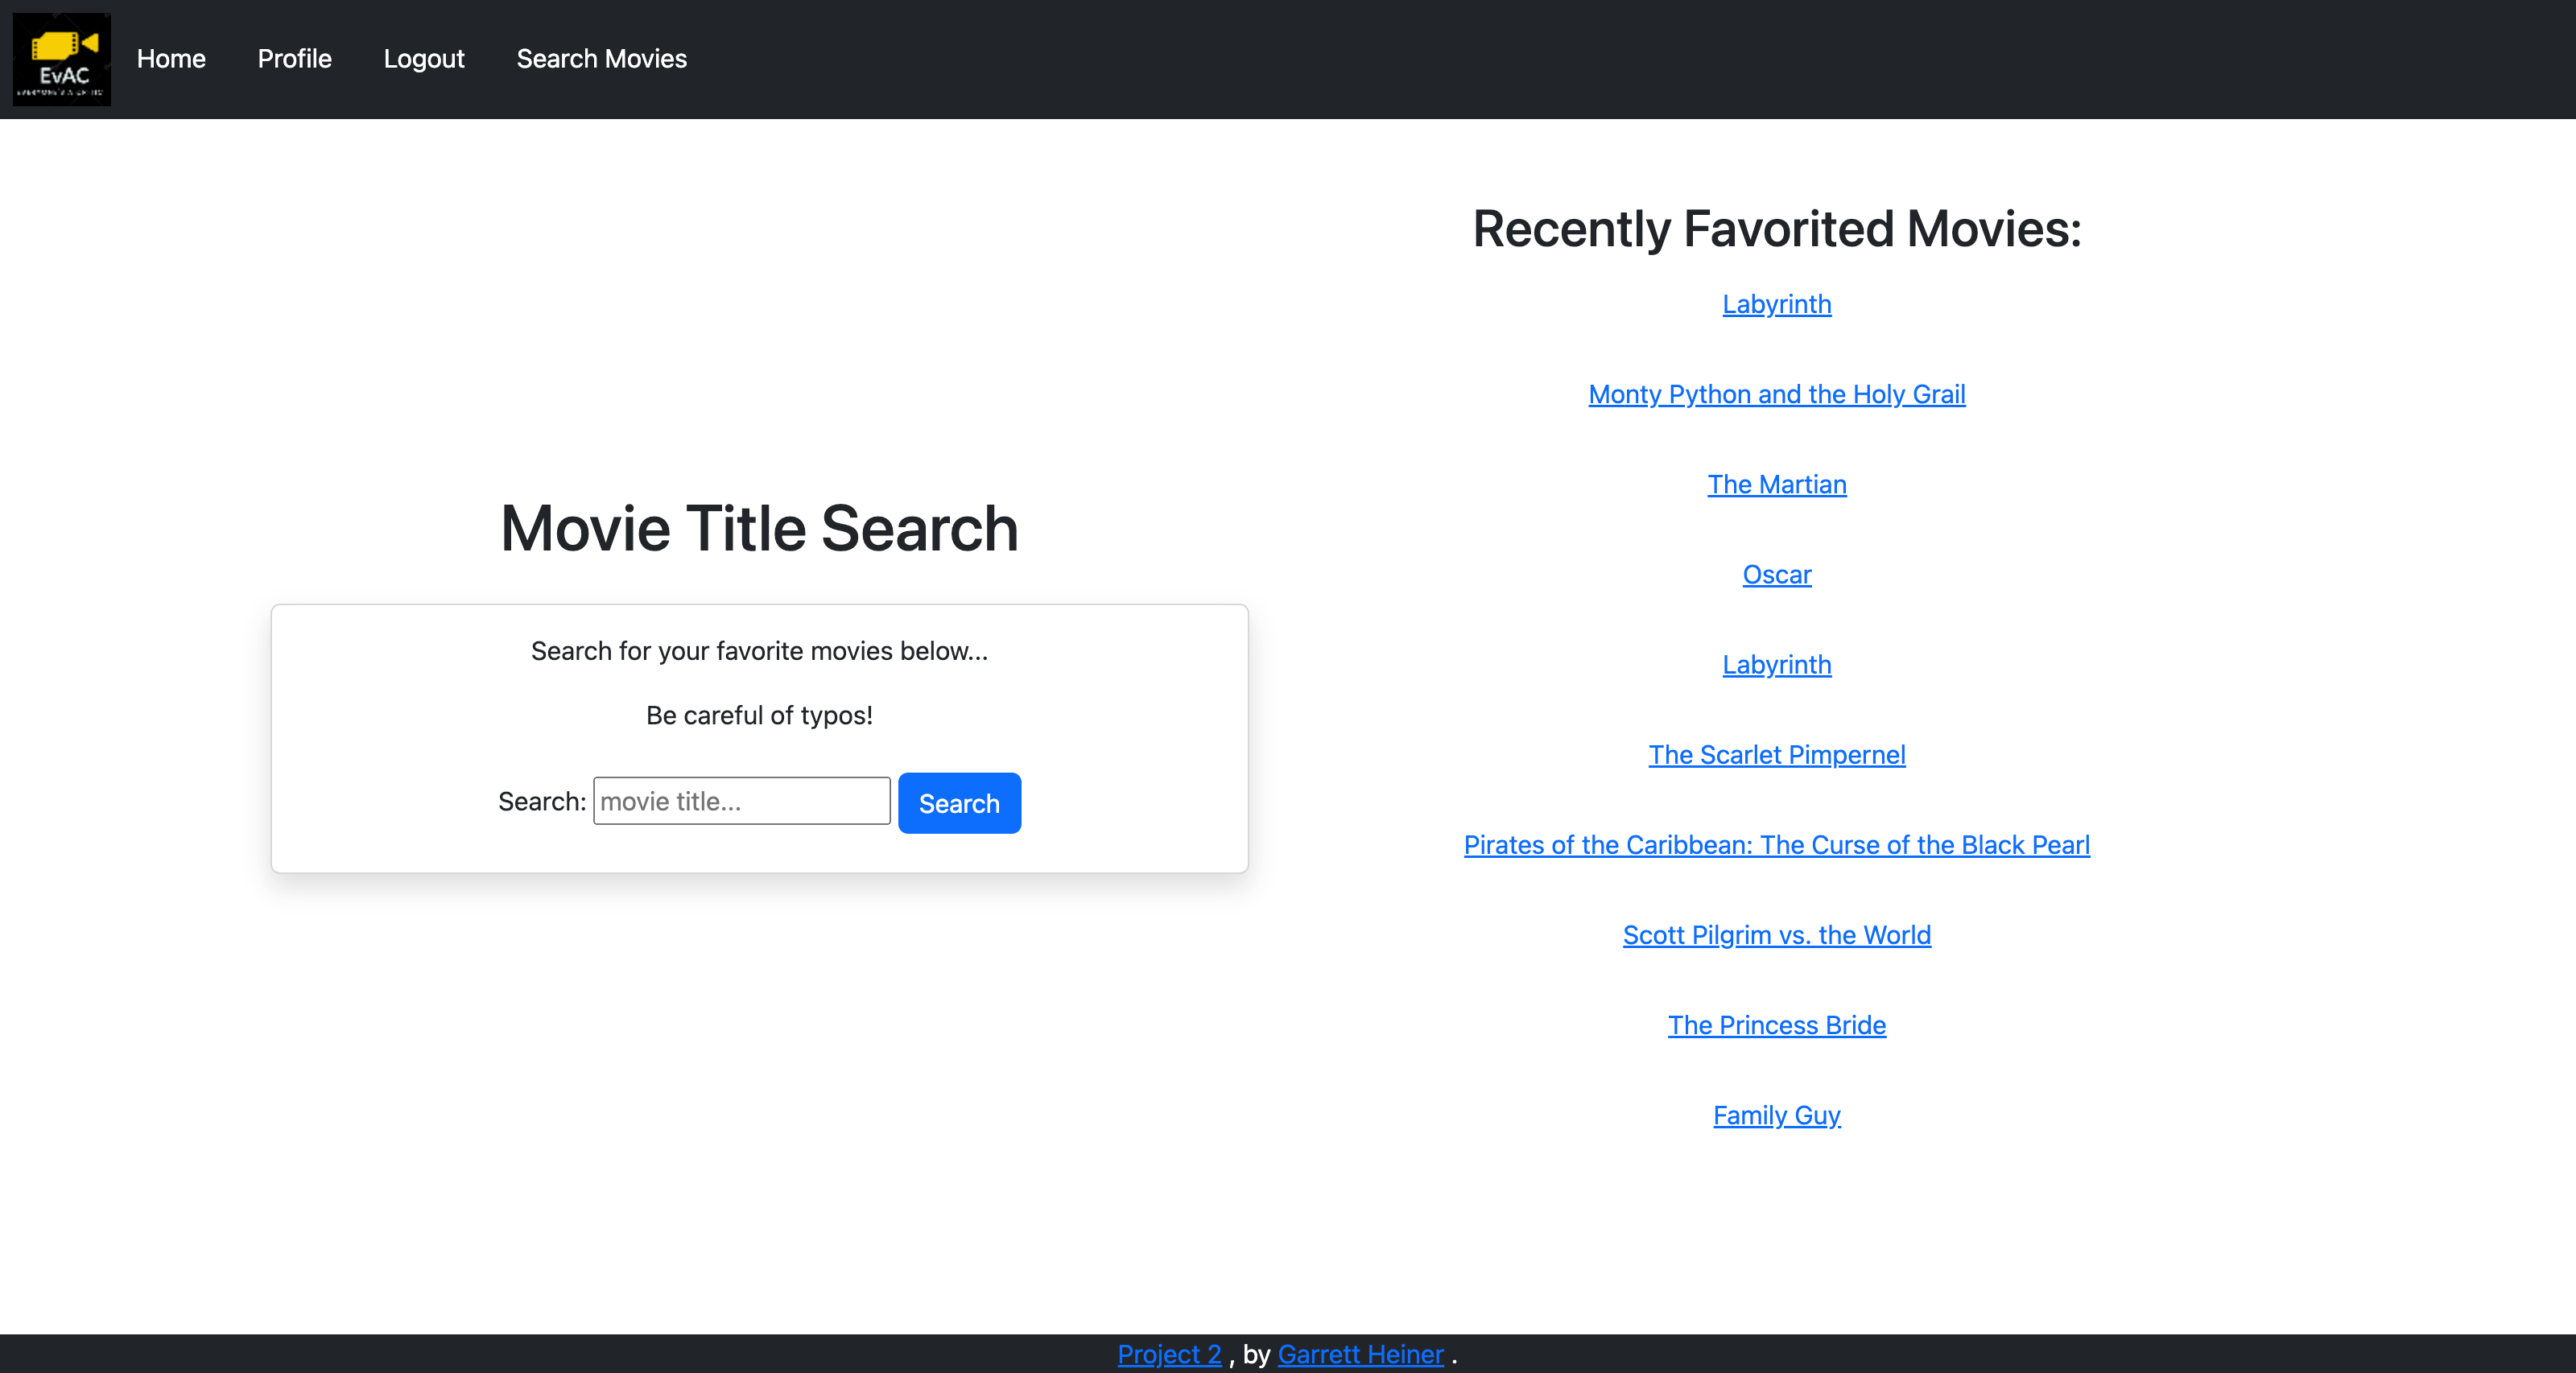 EvAC
Home Profile Logout Search Movies
Movie Title Search
Search for your favorite movies below...
Be careful of typos!
Search: movie title... Search
Recently Favorited Movies:
Labyrinth
Monty Python and the Holy Grail
The Martian
Oscar
Labyrinth
The Scarlet Pimpernel
Pirates of the Caribbean: The Curse of the Black Pearl
Scott Pilgrim vs. the World
The Princess Bride
Family Guy
Project 2 , by Garrett Heiner .